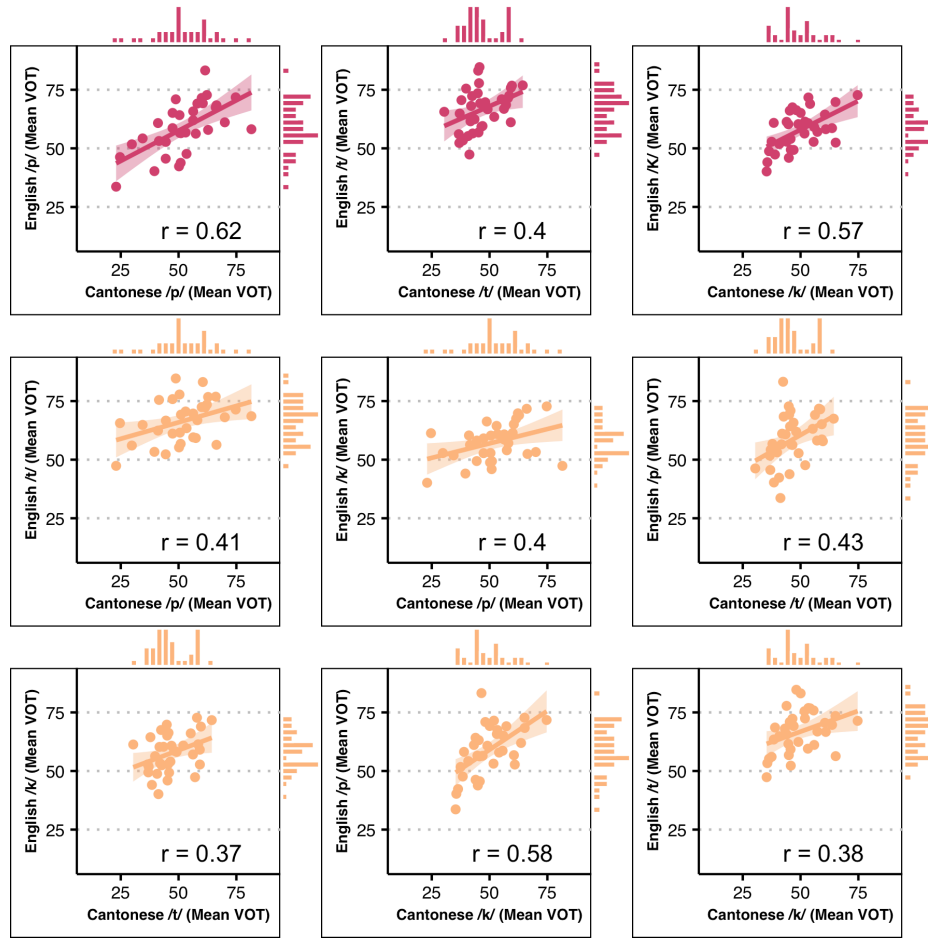 English /p/ (Mean VOT)
75
50
25
r = 0.62
25 50 75
Cantonese /p/ (Mean VOT)
English /t/ (Mean VOT)
75
50
25
r = 0.4
25 50 75
Cantonese /t/ (Mean VOT)
English /K/ (Mean VOT)
75
50
25
r = 0.57
25 50 75
Cantonese /k/ (Mean VOT)
English /t/ (Mean VOT)
75
50
25
r = 0.41
25 50 75
Cantonese /p/ (Mean VOT)
English /k/ (Mean VOT)
75
50
25
r = 0.4
25 50 75
Cantonese /p/ (Mean VOT)
English /p/ (Mean VOT)
75
50
25
r = 0.43
25 50 75
Cantonese /t/ (Mean VOT)
English /k/ (Mean VOT)
75
50
25
r = 0.37
25 50 75
Cantonese /t/ (Mean VOT)
English /p/ (Mean VOT)
75
50
25
r = 0.58
25 50 75
Cantonese /k/ (Mean VOT)
English /t/ (Mean VOT)
75
50
25
r = 0.38
25 50 75
Cantonese /k/ (Mean VOT)